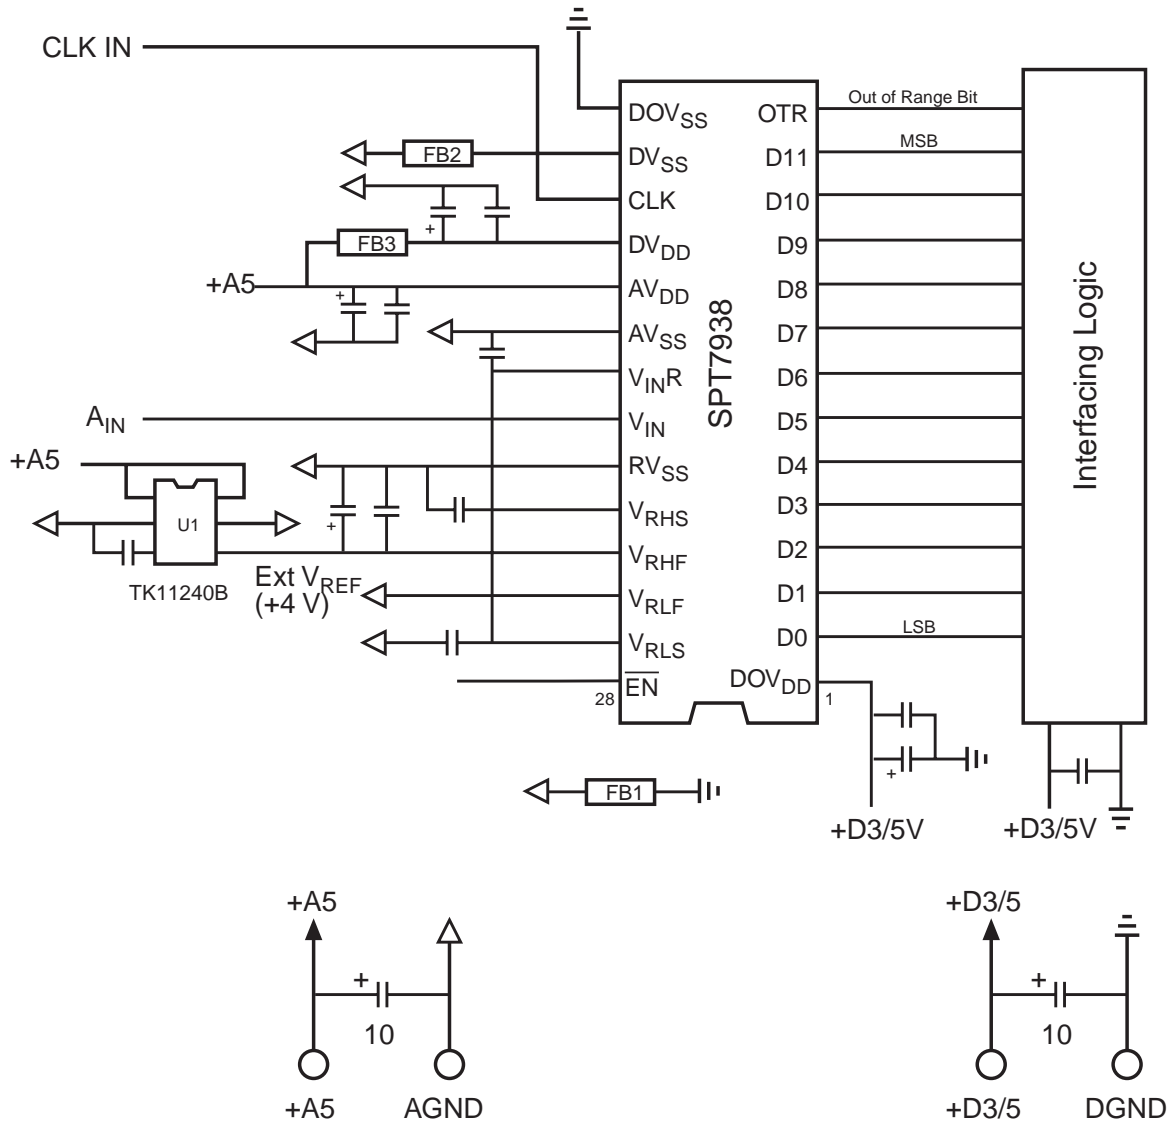 CLK IN
DOVSS
OTR
Out of Range Bit
FB2
DVSS
D11
MSB
CLK
D10
+
FB3
DVDD
D9
+A5
+
AVDD
D8
AVSS
D7
VINR
D6
AIN
VIN
D5
+A5
RVSS
D4
U1
+
VRHS
D3
VRHF
D2
TK11240B
Ext VREF
(+4 V)
VRLF
D1
VRLS
D0
LSB
EN
DOVDD
28
1
SPT7938
Interfacing Logic
+
FB1
+D3/5V
+D3/5V
+A5
+D3/5
+
+
10
10
+A5
AGND
+D3/5
DGND